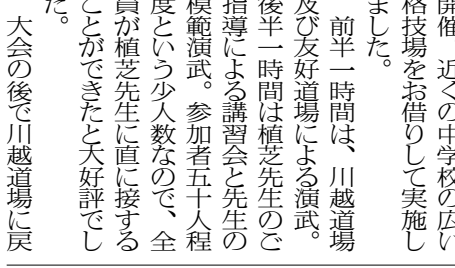 開催 近くの中学校の広い
格技場をお借りして実施し
ました。
前半一時間は、川越道場
及び友好道場による演武。
後半一時間は植芝先生のご
指導による講習会と先生の
模範演武。参加者五十人程
度という少人数なので、全
員が植芝先生に直に接する
ことができたと大好評でし
た。
大会の後で川越道場に戻